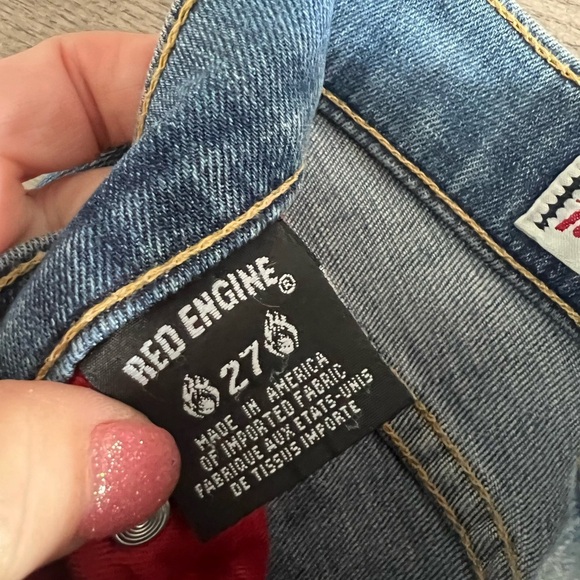 RED ENGINE®
27
MADE IN AMERICA
OF IMPORTED FABRIC
FABRIQUE AUX ETATS-UNIS
DE TISSUS IMPORTE